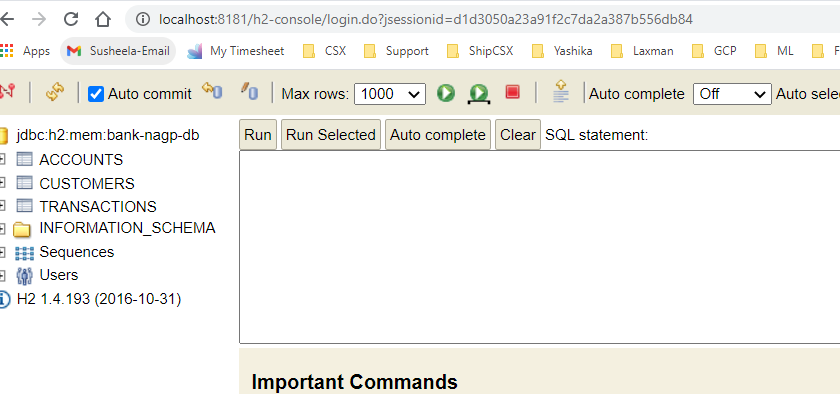 localhost:8181/h2-console/login.do?jsessionid=d1d3050a23a91f2c7da2a387b556db84
Apps Susheela-Email My Timesheet CSX Support ShipCSX Yashika Laxman GCP ML F
Auto commit Max rows: 1000 Auto complete Off Auto sele
jdbc:h2:mem:bank-nagp-db
ACCOUNTS
CUSTOMERS
TRANSACTIONS
INFORMATION_SCHEMA
Sequences
Users
H2 1.4.193 (2016-10-31)
Run Run Selected Auto complete Clear SQL statement:
Important Commands